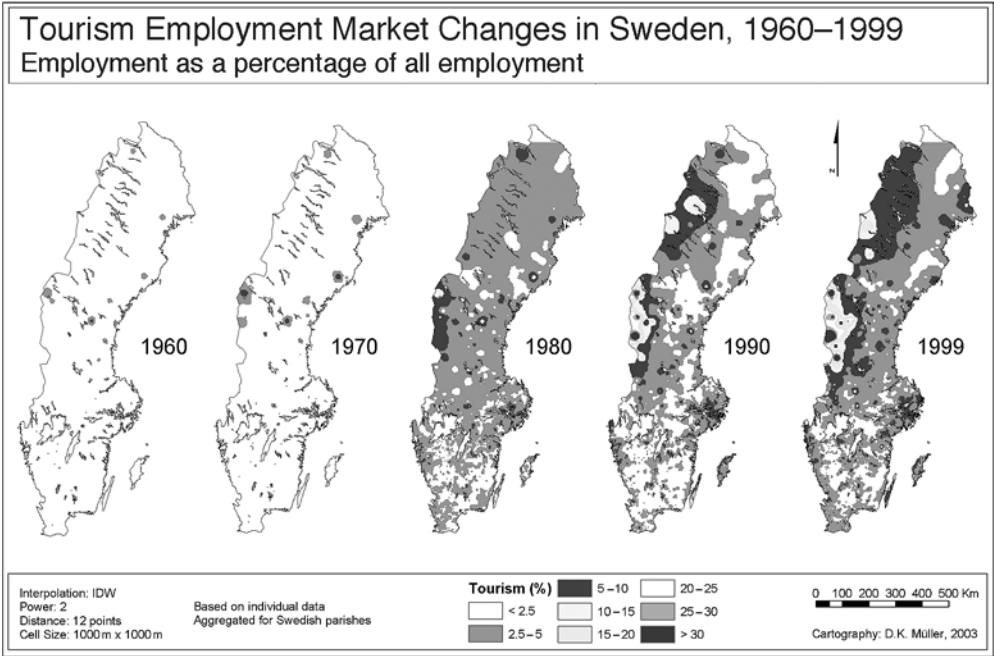 Tourism Employment Market Changes in Sweden, 1960–1999
Employment as a percentage of all employment
N
1960
1970
1980
1990
1999
Interpolation: IDW
Power: 2
Distance: 12 points
Cell Size: 1000m x 1000m
Based on individual data
Aggregated for Swedish parishes
Tourism (%)
< 2.5
2.5–5
5–10
10–15
15–20
20–25
25–30
> 30
0 100 200 300 400 500 Km
Cartography: D.K. Müller, 2003